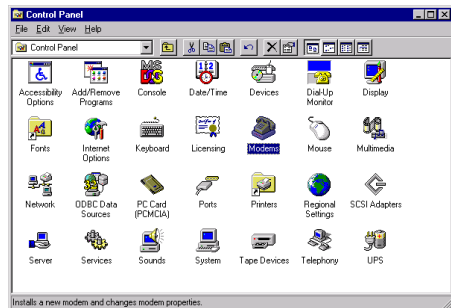 Control Panel
File Edit View Help
Control Panel
Accessibility Options
Add/Remove Programs
MS DOS
Console
12
Date/Time
Devices
Dial-Up Monitor
Display
Fonts
Internet Options
Keyboard
Licensing
Modems
Mouse
Multimedia
Network
ODBC Data Sources
PC Card (PCMCIA)
Ports
Printers
Regional Settings
SCSI Adapters
Server
Services
Sounds
System
Tape Devices
Telephony
UPS
Installs a new modem and changes modem properties.